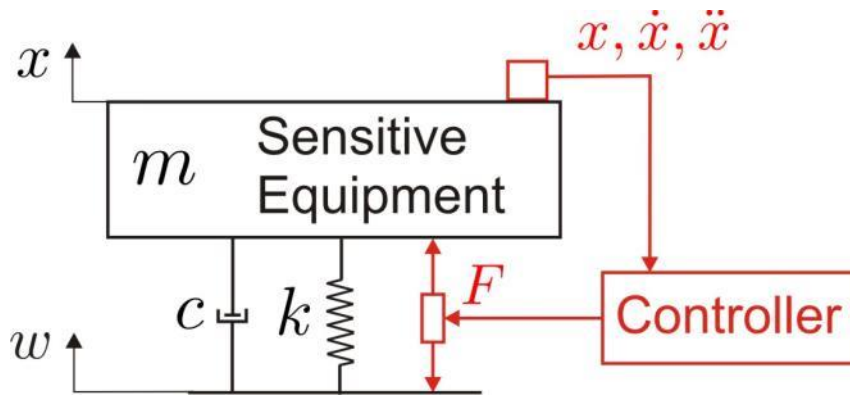 x, ẋ, ẍ
x
m
Sensitive
Equipment
c
k
F
w
Controller